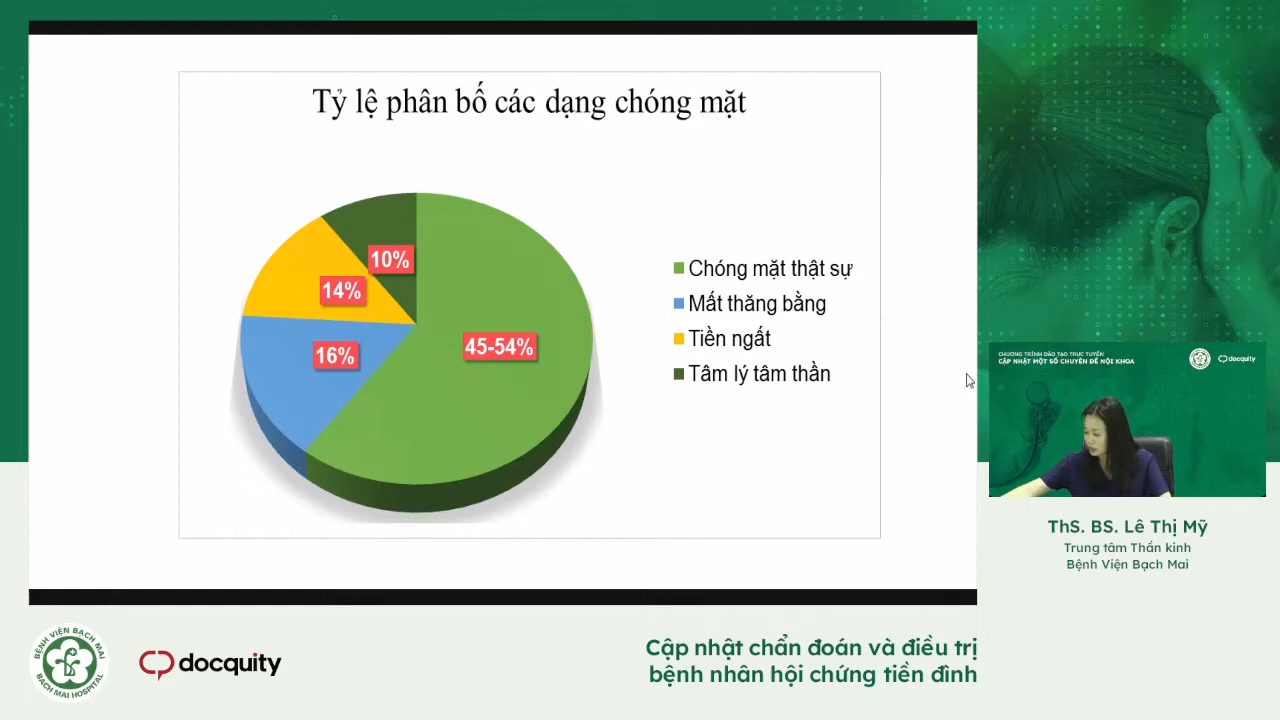 Tỷ lệ phân bố các dạng chóng mặt
10%
14%
16%
45-54%
Chóng mặt thật sự
Mất thăng bằng
Tiền ngất
Tâm lý tâm thần
CHƯƠNG TRÌNH ĐÀO TẠO TRỰC TUYẾN
CẬP NHẬT MỘT SỐ CHUYÊN ĐỀ NỘI KHOA
docquity
ThS. BS. Lê Thị Mỹ
Trung tâm Thần kinh
Bệnh Viện Bạch Mai
BỆNH VIỆN BẠCH MAI
BACH MAI HOSPITAL
docquity
Cập nhật chẩn đoán và điều trị
bệnh nhân hội chứng tiền đình